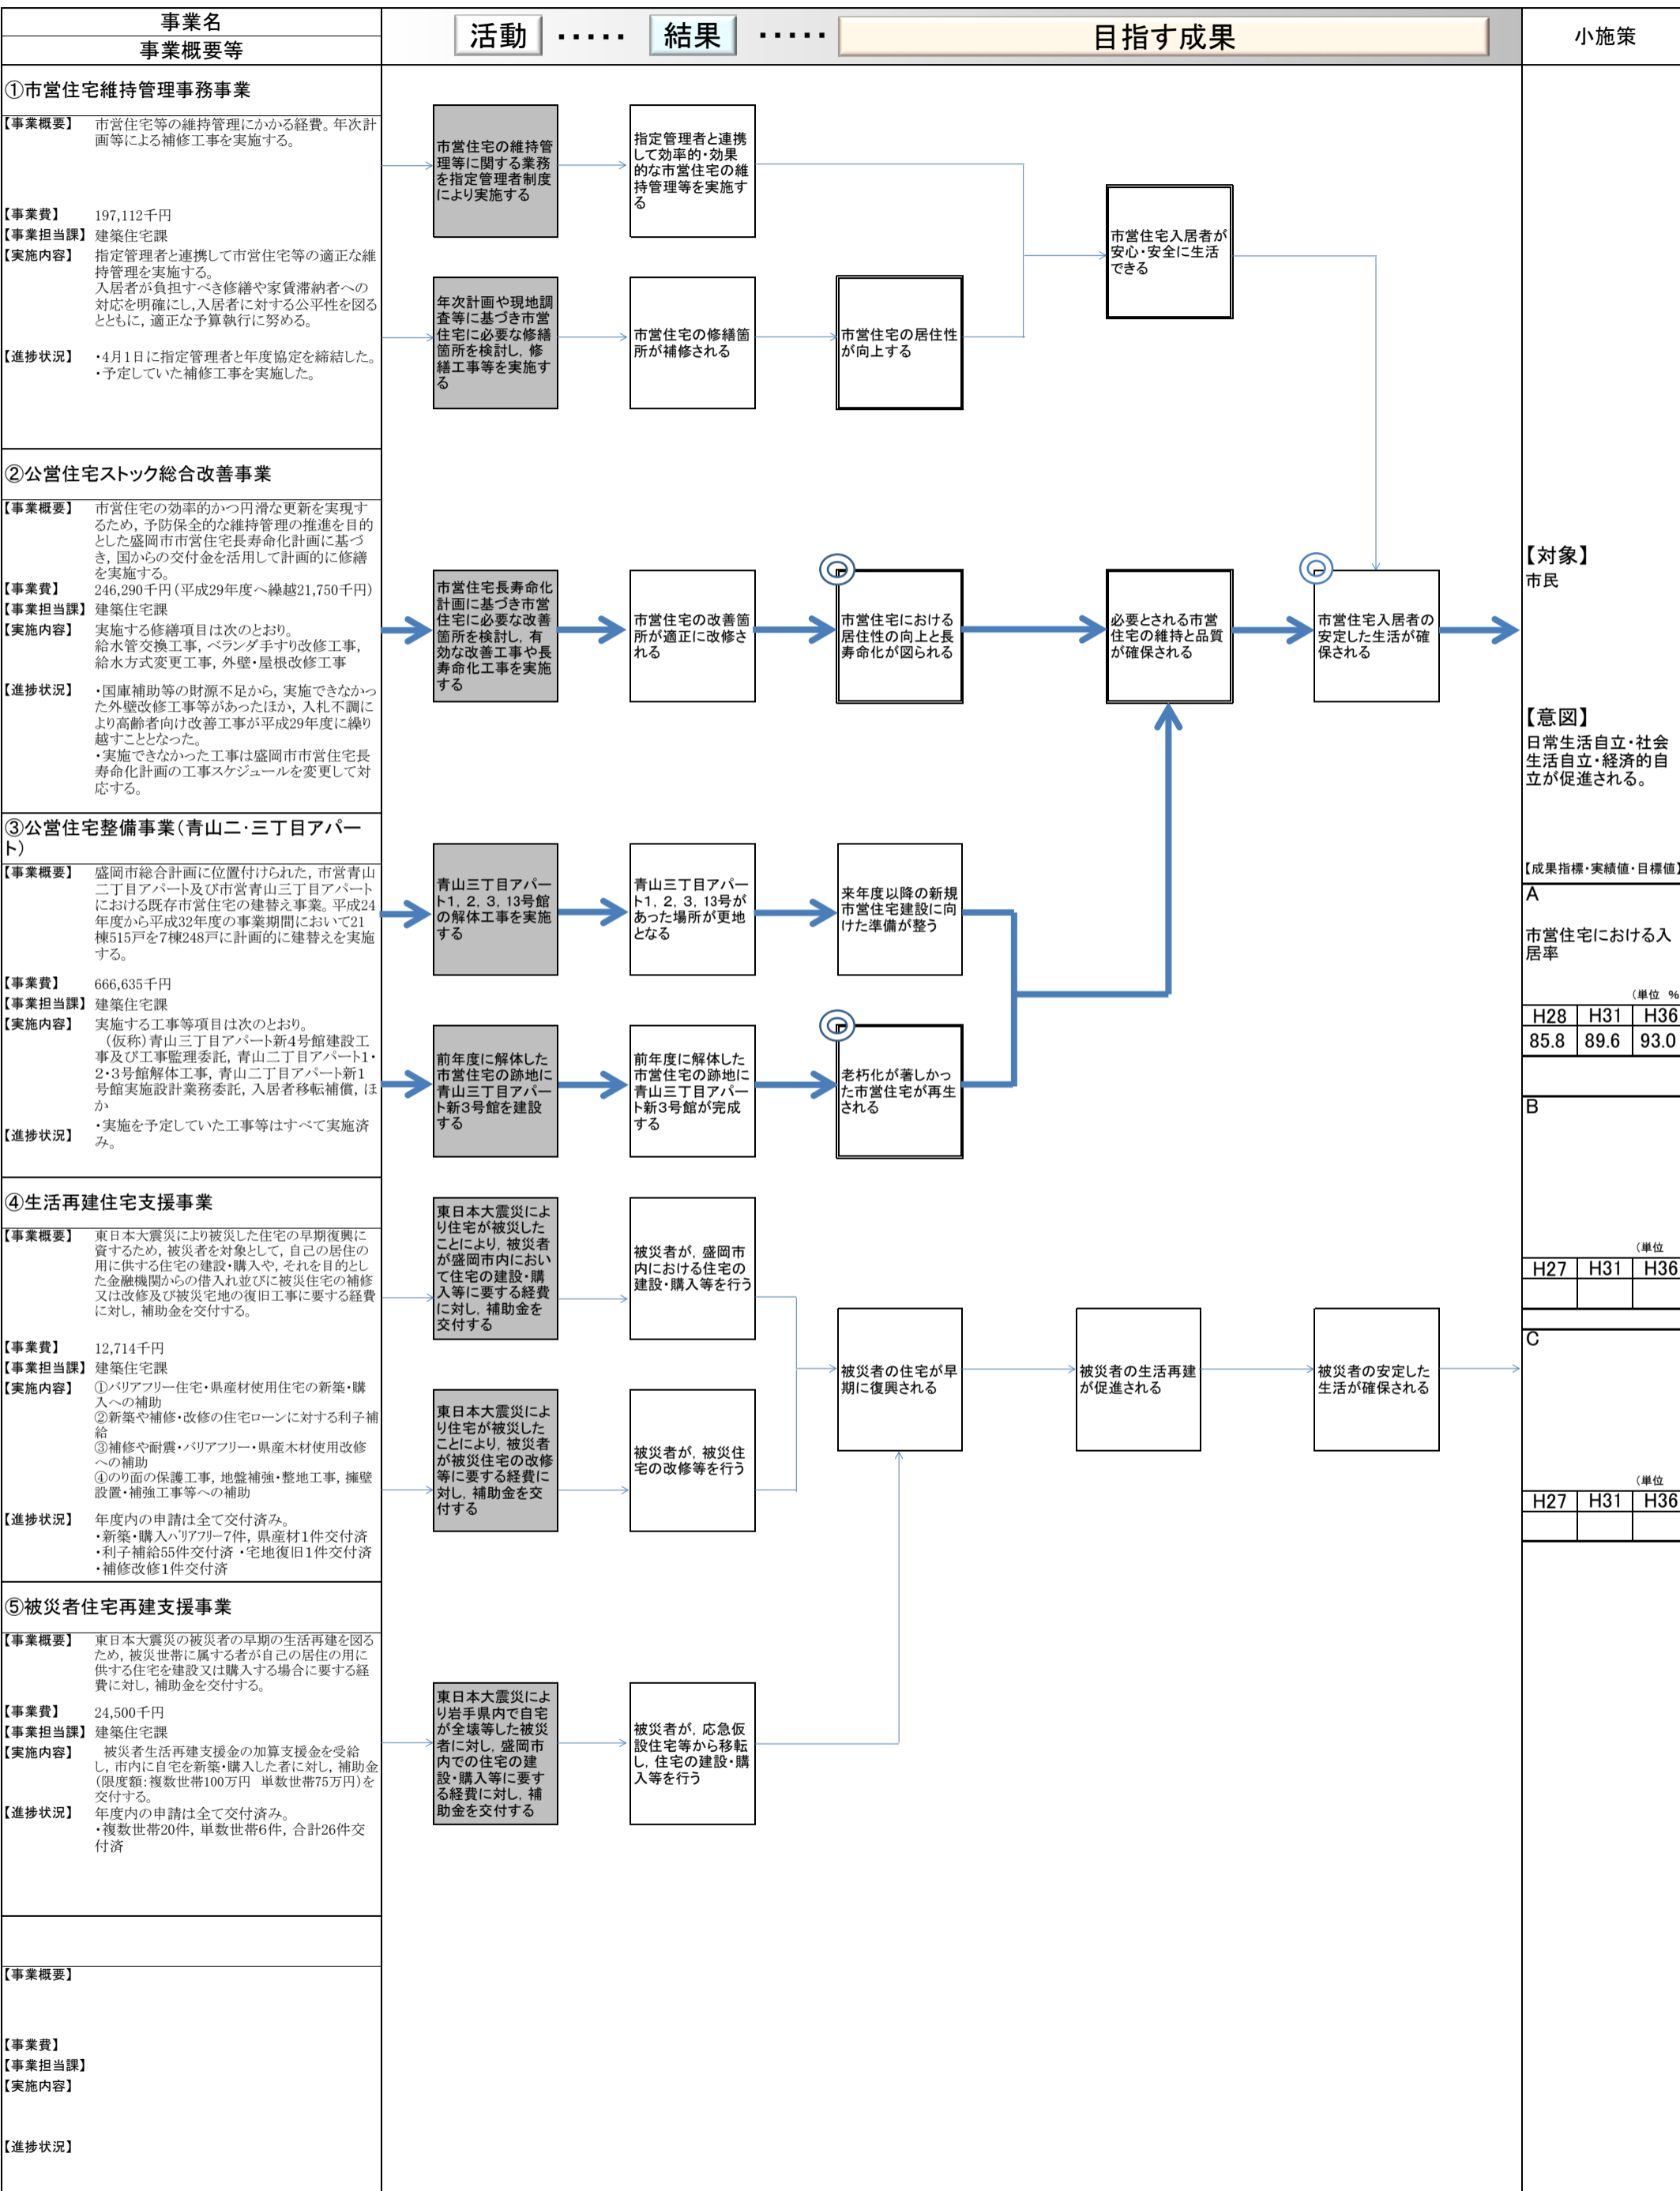 事業名
事業概要等
活動 ・・・・・ 結果 ・・・・・ 目指す成果
小施策
①市営住宅維持管理事務事業
【事業概要】 市営住宅等の維持管理にかかる経費。年次計
画等による補修工事を実施する。
【事業費】 197,112千円
【事業担当課】 建築住宅課
【実施内容】 指定管理者と連携して市営住宅等の適正な維
持管理を実施する。
入居者が負担すべき修繕や家賃滞納者への
対応を明確にし,入居者に対する公平性を図る
とともに,適正な予算執行に努める。
【進捗状況】 ・4月1日に指定管理者と年度協定を締結した。
・予定していた補修工事を実施した。
市営住宅の維持管
理等に関する業務
を指定管理者制度
により実施する
指定管理者と連携
して効率的・効果
的な市営住宅の維
持管理等を実施す
る
市営住宅入居者が
安心・安全に生活
できる
年次計画や現地調
査等に基づき市営
住宅に必要な修繕
箇所を検討し,修
繕工事等を実施す
る
市営住宅の修繕箇
所が補修される
市営住宅の居住性
が向上する
②公営住宅ストック総合改善事業
【事業概要】 市営住宅の効率的かつ円滑な更新を実現す
るため,予防保全的な維持管理の推進を目的
とした盛岡市市営住宅長寿命化計画に基づ
き,国からの交付金を活用して計画的に修繕
を実施する。
【事業費】 246,290千円(平成29年度へ繰越21,750千円)
【事業担当課】 建築住宅課
【実施内容】 実施する修繕項目は次のとおり。
給水管交換工事,ベランダ手すり改修工事,
給水方式変更工事,外壁・屋根改修工事
【進捗状況】 ・国庫補助等の財源不足から,実施できなかっ
た外壁改修工事等があったほか,入札不調に
より高齢者向け改善工事が平成29年度に繰り
越すこととなった。
・実施できなかった工事は盛岡市市営住宅長
寿命化計画の工事スケジュールを変更して対
応する。
市営住宅長寿命化
計画に基づき市営
住宅に必要な改善
箇所を検討し,有
効な改善工事や長
寿命化工事を実施
する
市営住宅の改善箇
所が適正に改修さ
れる
市営住宅における
居住性の向上と長
寿命化が図られる
必要とされる市営
住宅の維持と品質
が確保される
市営住宅入居者の
安定した生活が確
保される
【対象】
市民
【意図】
日常生活自立・社会
生活自立・経済的自
立が促進される。
③公営住宅整備事業(青山二・三丁目アパー
ト)
【事業概要】 盛岡市総合計画に位置付けられた,市営青山
二丁目アパート及び市営青山三丁目アパート
における既存市営住宅の建替え事業。平成24
年度から平成32年度の事業期間において21
棟515戸を7棟248戸に計画的に建替えを実施
する。
【事業費】 666,635千円
【事業担当課】 建築住宅課
【実施内容】 実施する工事等項目は次のとおり。
(仮称)青山三丁目アパート新4号館建設工
事及び工事監理委託,青山二丁目アパート1・
2・3号館解体工事,青山二丁目アパート新1
号館実施設計業務委託,入居者移転補償,ほ
か
【進捗状況】 ・実施を予定していた工事等はすべて実施済
み。
青山三丁目アパー
ト1,2,3,13号館
の解体工事を実施
する
青山三丁目アパー
ト1,2,3,13号が
あった場所が更地
となる
来年度以降の新規
市営住宅建設に向
けた準備が整う
前年度に解体した
市営住宅の跡地に
青山三丁目アパー
ト新3号館を建設
する
前年度に解体した
市営住宅の跡地に
青山三丁目アパー
ト新3号館が完成
する
老朽化が著しかっ
た市営住宅が再生
される
【成果指標・実績値・目標値】
A
市営住宅における入
居率
(単位 %
H28 H31 H36
85.8 89.6 93.0
B
(単位
H27 H31 H36
C
(単位
H27 H31 H36
④生活再建住宅支援事業
【事業概要】 東日本大震災により被災した住宅の早期復興に
資するため,被災者を対象として,自己の居住の
用に供する住宅の建設・購入や,それを目的とし
た金融機関からの借入れ並びに被災住宅の補修
又は改修及び被災宅地の復旧工事に要する経費
に対し,補助金を交付する。
【事業費】 12,714千円
【事業担当課】 建築住宅課
【実施内容】 ①バリアフリー住宅・県産材使用住宅の新築・購
入への補助
②新築や補修・改修の住宅ローンに対する利子補
給
③補修や耐震・バリアフリー・県産木材使用改修
への補助
④のり面の保護工事,地盤補強・整地工事,擁壁
設置・補強工事等への補助
【進捗状況】 年度内の申請は全て交付済み。
・新築・購入バリアフリー7件,県産材1件交付済
・利子補給55件交付済 ・宅地復旧1件交付済
・補修改修1件交付済
東日本大震災によ
り住宅が被災した
ことにより,被災者
が盛岡市内におい
て住宅の建設・購
入等に要する経費
に対し,補助金を
交付する
被災者が,盛岡市
内における住宅の
建設・購入等を行う
東日本大震災によ
り住宅が被災した
ことにより,被災者
が被災住宅の改修
等に要する経費に
対し,補助金を交
付する
被災者が,被災住
宅の改修等を行う
被災者の住宅が早
期に復興される
被災者の生活再建
が促進される
被災者の安定した
生活が確保される
⑤被災者住宅再建支援事業
【事業概要】 東日本大震災の被災者の早期の生活再建を図る
ため,被災世帯に属する者が自己の居住の用に
供する住宅を建設又は購入する場合に要する経
費に対し,補助金を交付する。
【事業費】 24,500千円
【事業担当課】 建築住宅課
【実施内容】 被災者生活再建支援金の加算支援金を受給
し,市内に自宅を新築・購入した者に対し,補助金
(限度額:複数世帯100万円 単数世帯75万円)を
交付する。
【進捗状況】 年度内の申請は全て交付済み。
・複数世帯20件,単数世帯6件,合計26件交
付済
東日本大震災によ
り岩手県内で自宅
が全壊等した被災
者に対し,盛岡市
内での住宅の建
設・購入等に要す
る経費に対し,補
助金を交付する
被災者が,応急仮
設住宅等から移転
し,住宅の建設・購
入等を行う
【事業概要】
【事業費】
【事業担当課】
【実施内容】
【進捗状況】